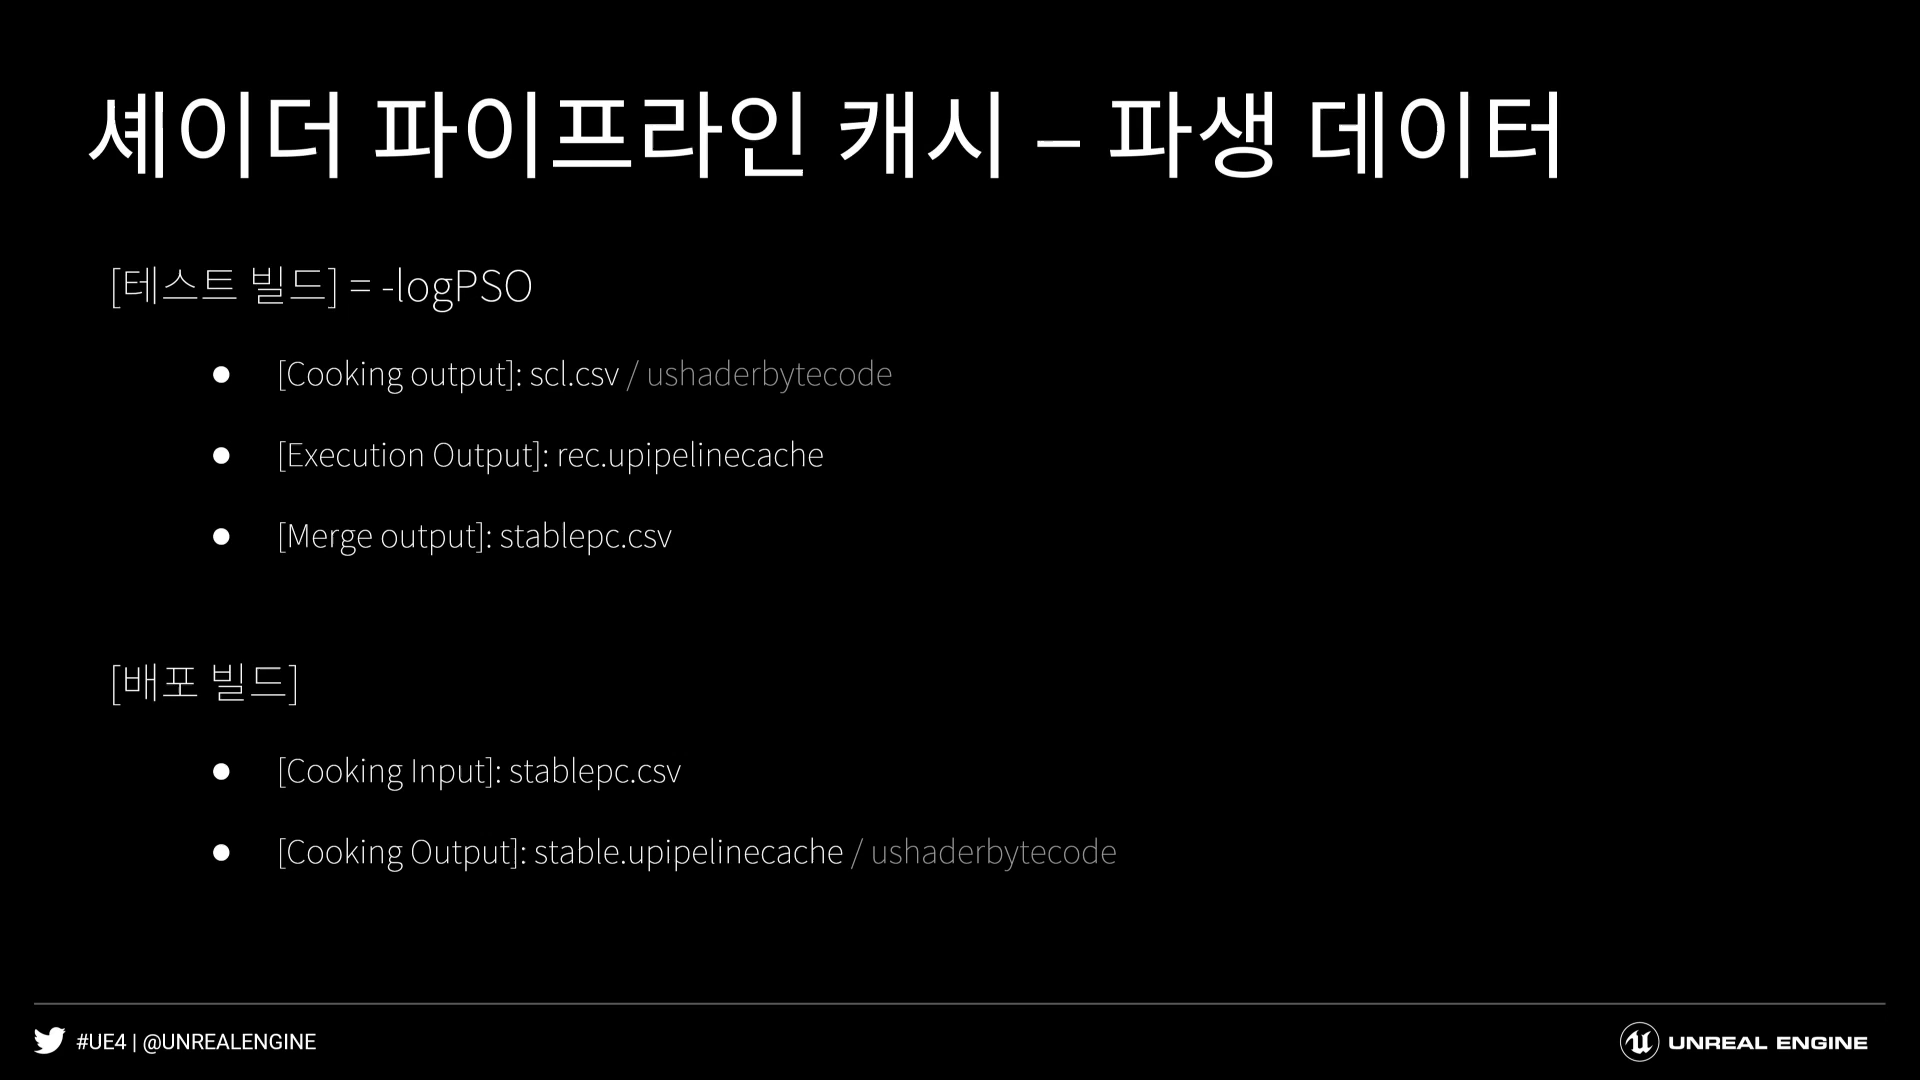 셰이더 파이프라인 캐시 – 파생 데이터
[테스트 빌드] = -logPSO
● [Cooking output]: scl.csv / ushaderbytecode
● [Execution Output]: rec.upipelinecache
● [Merge output]: stablepc.csv
[배포 빌드]
● [Cooking Input]: stablepc.csv
● [Cooking Output]: stable.upipelinecache / ushaderbytecode
#UE4 | @UNREALENGINE
UNREAL ENGINE